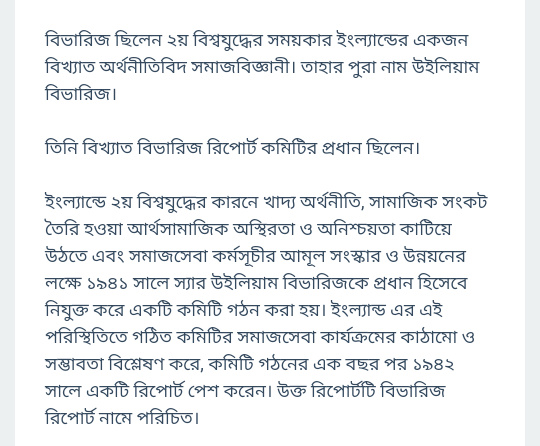 বিভারিজ ছিলেন ২য় বিশ্বযুদ্ধের সময়কার ইংল্যান্ডের একজন
বিখ্যাত অর্থনীতিবিদ সমাজবিজ্ঞানী। তাহার পুরা নাম উইলিয়াম
বিভারিজ।
তিনি বিখ্যাত বিভারিজ রিপোর্ট কমিটির প্রধান ছিলেন।
ইংল্যান্ডে ২য় বিশ্বযুদ্ধের কারনে খাদ্য অর্থনীতি, সামাজিক সংকট
তৈরি হওয়া আর্থসামাজিক অস্থিরতা ও অনিশ্চয়তা কাটিয়ে
উঠতে এবং সমাজসেবা কর্মসূচীর আমূল সংস্কার ও উন্নয়নের
লক্ষে ১৯৪১ সালে স্যার উইলিয়াম বিভারিজকে প্রধান হিসেবে
নিযুক্ত করে একটি কমিটি গঠন করা হয়। ইংল্যান্ড এর এই
পরিস্থিতিতে গঠিত কমিটির সমাজসেবা কার্যক্রমের কাঠামো ও
সম্ভাবতা বিশ্লেষণ করে, কমিটি গঠনের এক বছর পর ১৯৪২
সালে একটি রিপোর্ট পেশ করেন। উক্ত রিপোর্টটি বিভারিজ
রিপোর্ট নামে পরিচিত।